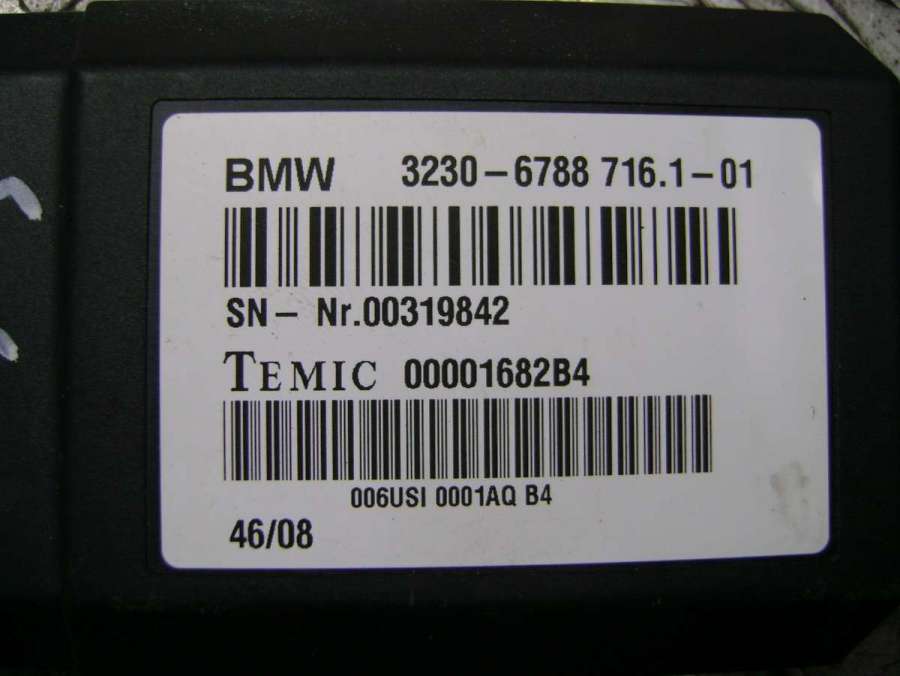 BMW 3230-6788 716.1-01
SN- Nr.00319842
TEMIC 00001682B4
006USI 0001AQ B4
46/08